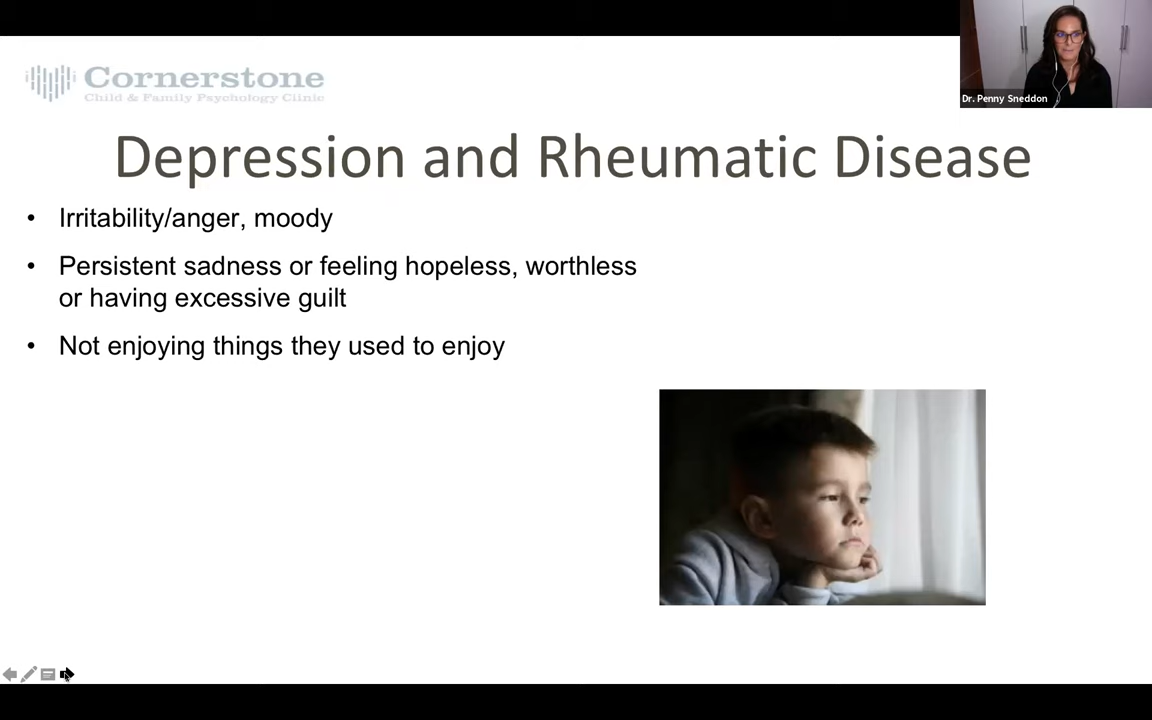 Cornerstone
Child & Family Psychology Clinic
Dr. Penny Sneddon
Depression and Rheumatic Disease
• Irritability/anger, moody
• Persistent sadness or feeling hopeless, worthless
or having excessive guilt
• Not enjoying things they used to enjoy